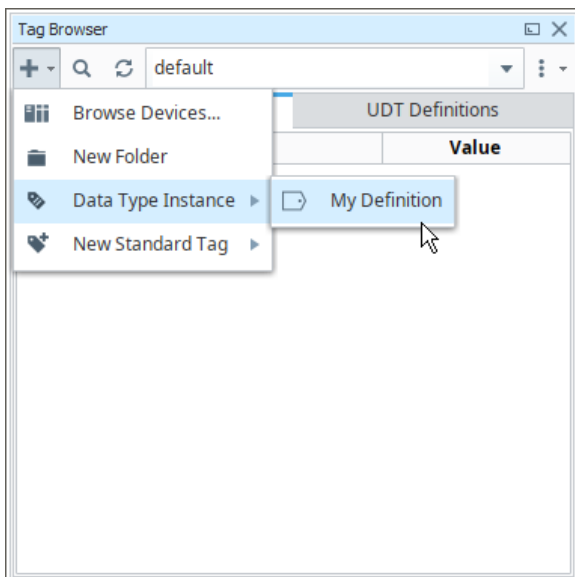 Tag Browser
default
Browse Devices...
UDT Definitions
New Folder
Value
Data Type Instance
My Definition
New Standard Tag